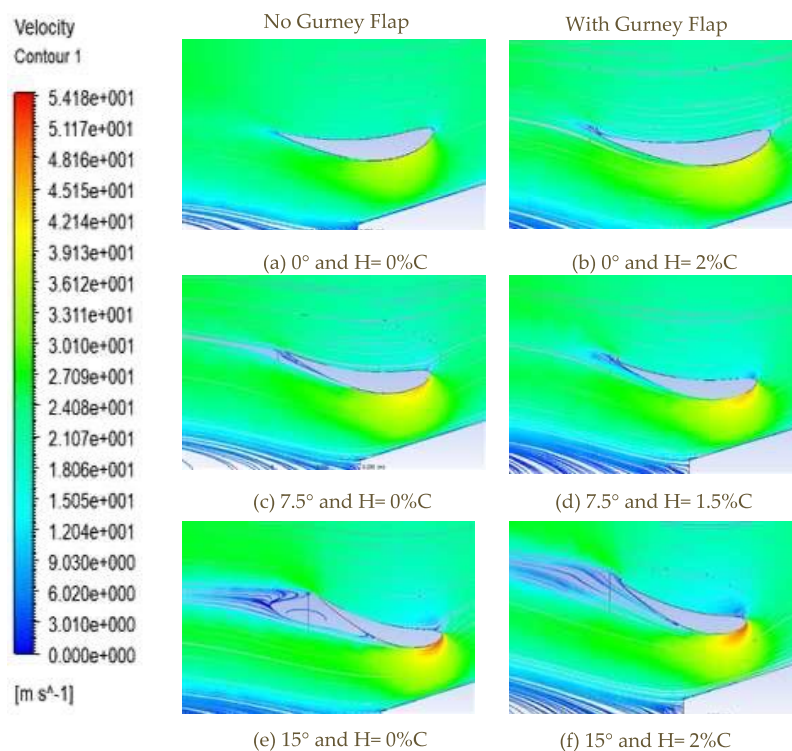 Velocity
Contour 1
5.418e+001
5.117e+001
4.816e+001
4.515e+001
4.214e+001
3.913e+001
3.612e+001
3.311e+001
3.010e+001
2.709e+001
2.408e+001
2.107e+001
1.806e+001
1.505e+001
1.204e+001
9.030e+000
6.020e+000
3.010e+000
0.000e+000
[m s^-1]
No Gurney Flap
With Gurney Flap
(a) 0° and H= 0%C
(b) 0° and H= 2%C
(c) 7.5° and H= 0%C
(d) 7.5° and H= 1.5%C
(e) 15° and H= 0%C
(f) 15° and H= 2%C